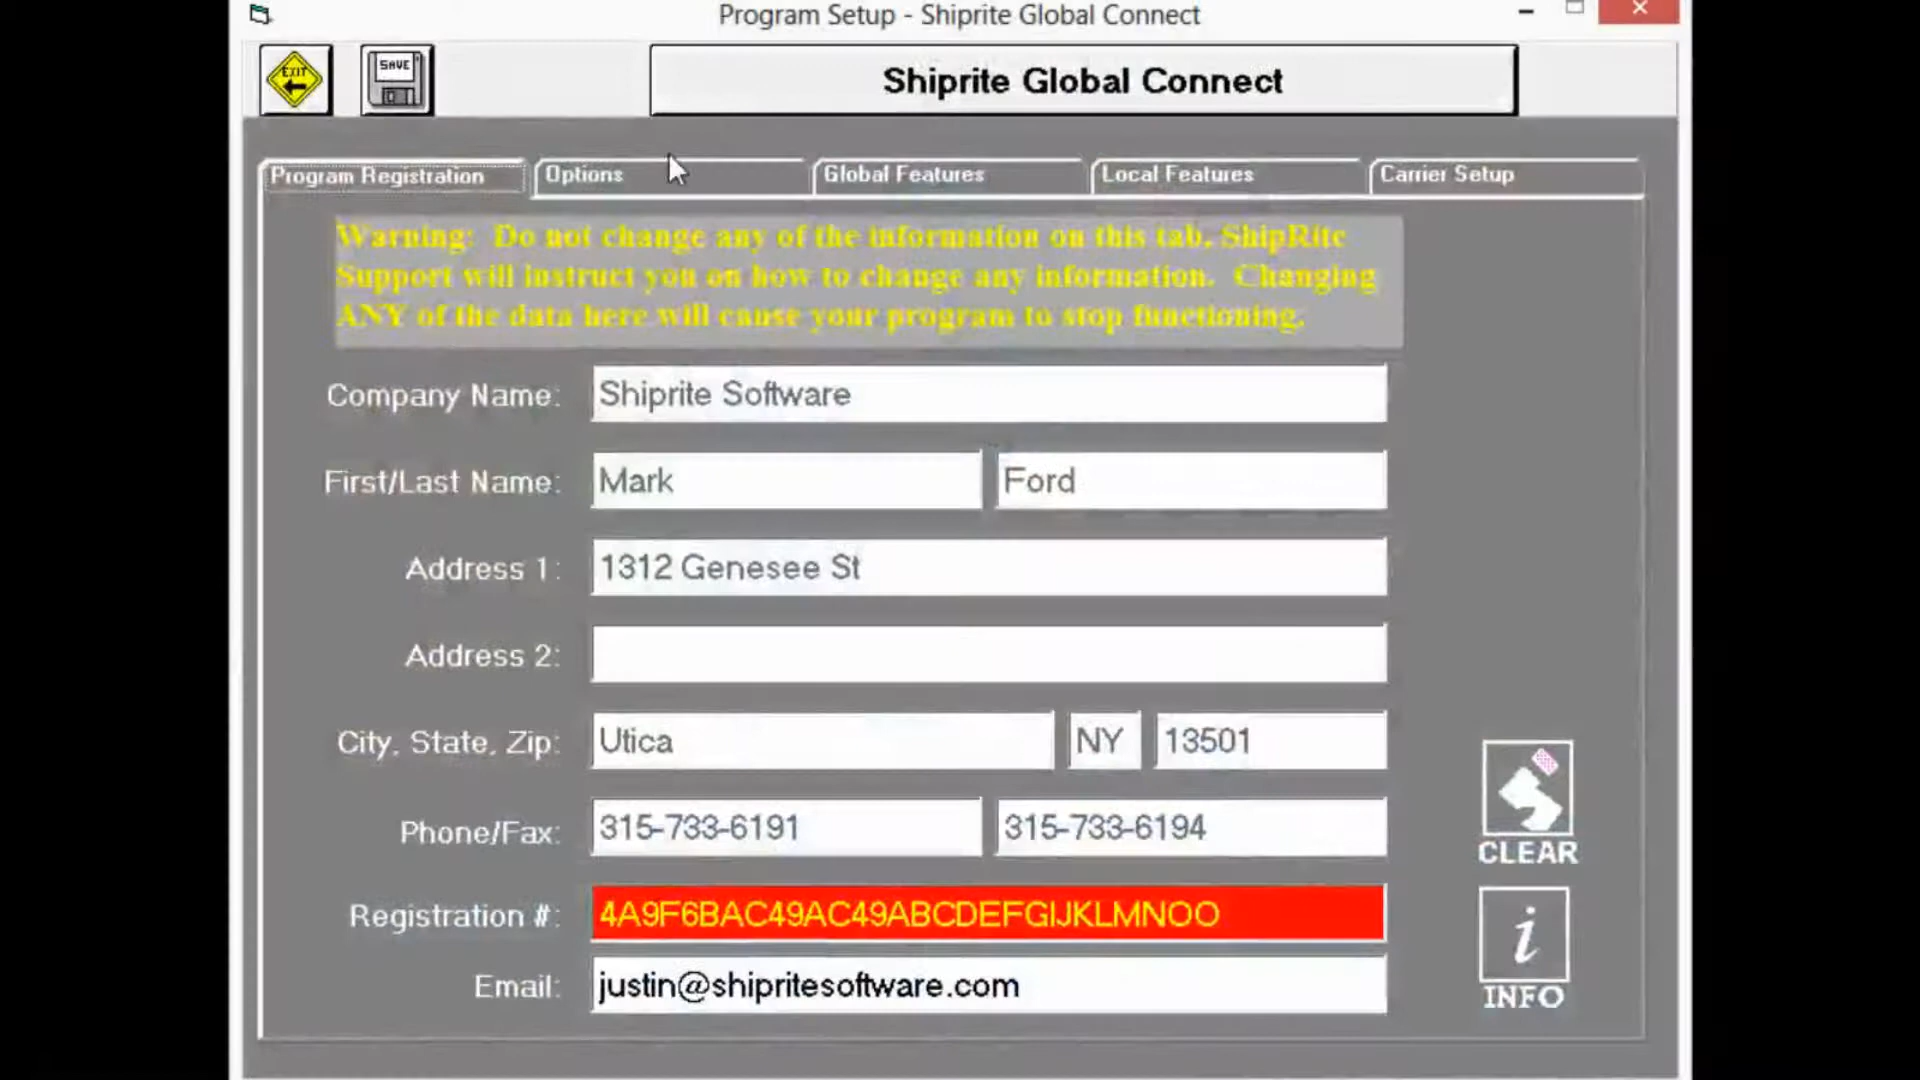 Program Setup - Shiprite Global Connect
EXIT
SAVE
Shiprite Global Connect
Program Registration
Options
Global Features
Local Features
Carrier Setup
Warning: Do not change any of the information on this tab. ShipRite
Support will instruct you on how to change any information. Changing
ANY of the data here will cause your program to stop functioning.
Company Name: Shiprite Software
First/Last Name: Mark Ford
Address 1: 1312 Genesee St
Address 2:
City, State, Zip: Utica NY 13501
Phone/Fax: 315-733-6191 315-733-6194
CLEAR
Registration #: 4A9F6BAC49AC49ABCDEFGIJKLMNOO
Email: justin@shipritesoftware.com
i
INFO